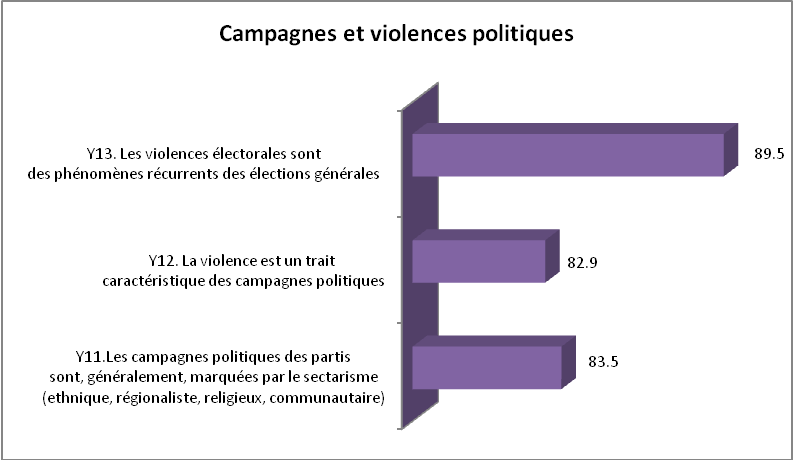 Campagnes et violences politiques
Y13. Les violences électorales sont
des phénomènes récurrents des élections générales
89.5
Y12. La violence est un trait
caractéristique des campagnes politiques
82.9
Y11.Les campagnes politiques des partis
sont, généralement, marquées par le sectarisme
(ethnique, régionaliste, religieux, communautaire)
83.5